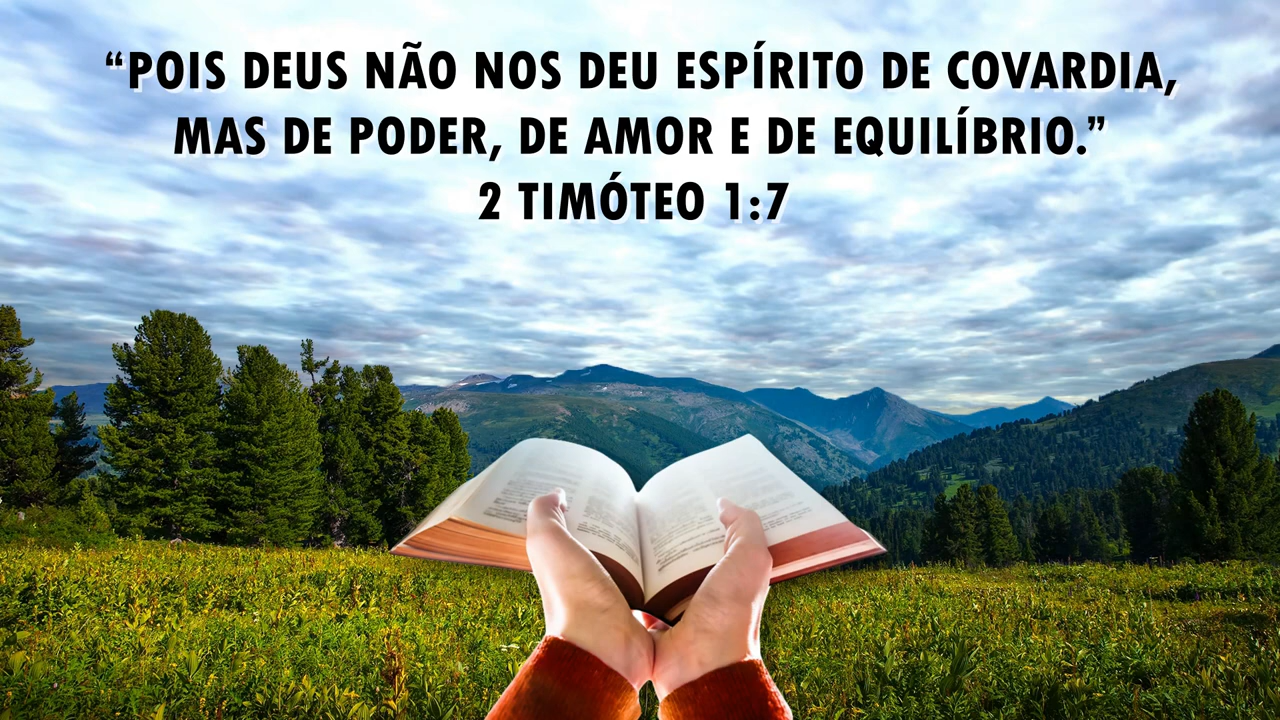 “POIS DEUS NÃO NOS DEU ESPÍRITO DE COVARDIA,
MAS DE PODER, DE AMOR E DE EQUILÍBRIO.”
2 TIMÓTEO 1:7